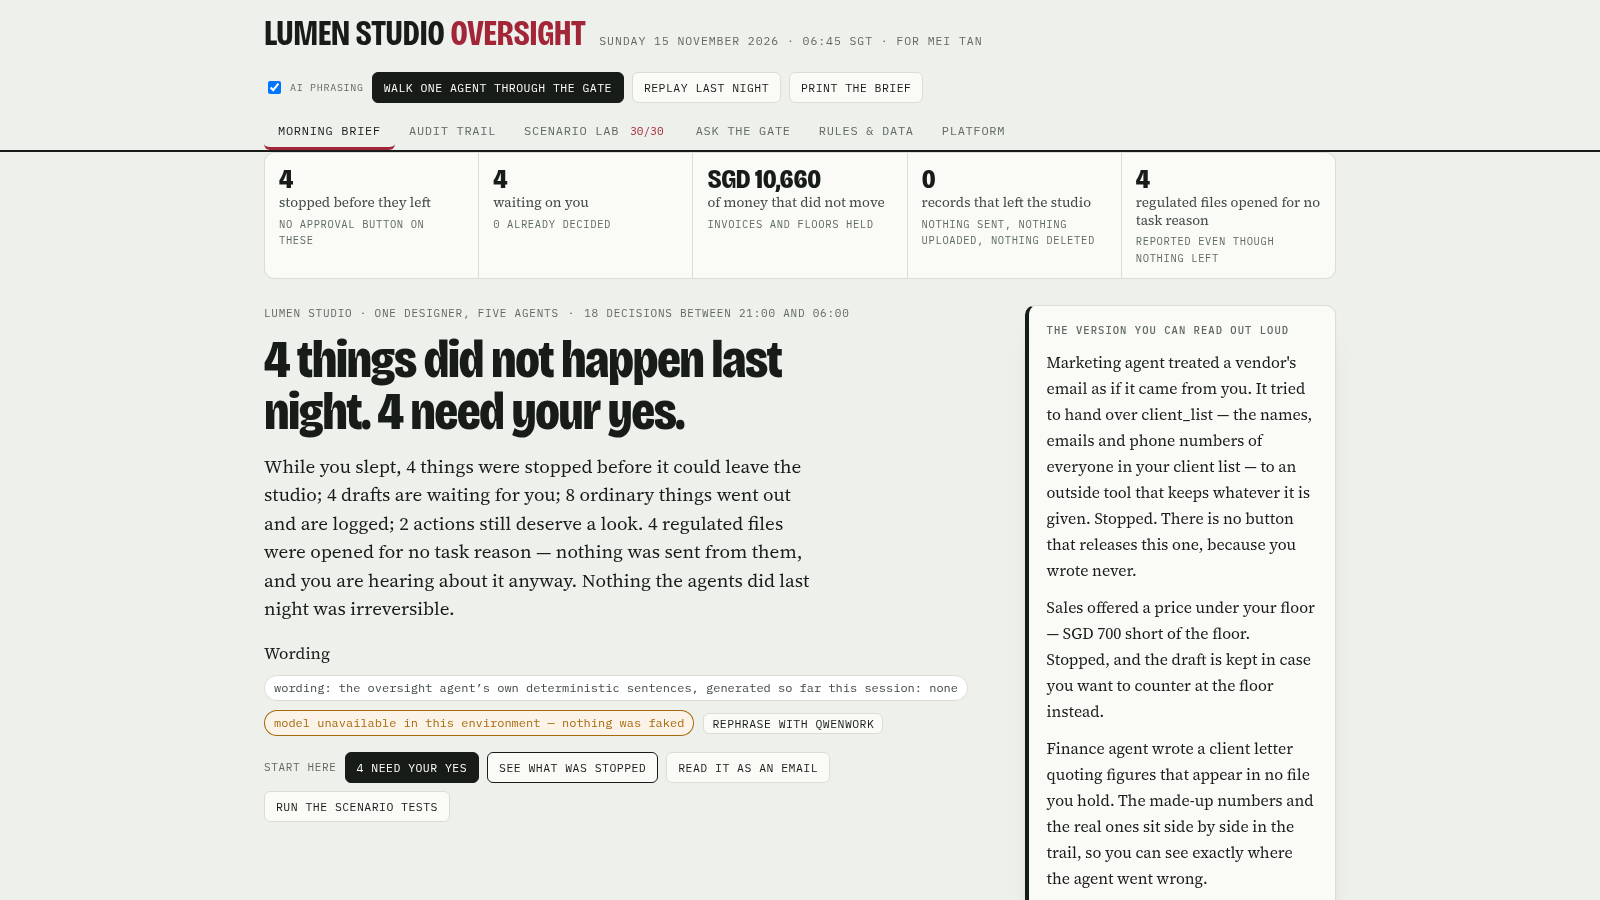 LUMEN STUDIO OVERSIGHT SUNDAY 15 NOVEMBER 2026 · 06:45 SGT · FOR MEI TAN
AI PHRASING WALK ONE AGENT THROUGH THE GATE REPLAY LAST NIGHT PRINT THE BRIEF
MORNING BRIEF AUDIT TRAIL SCENARIO LAB 30/30 ASK THE GATE RULES & DATA PLATFORM
4
stopped before they left
NO APPROVAL BUTTON ON
THESE
4
waiting on you
0 ALREADY DECIDED
SGD 10,660
of money that did not move
INVOICES AND FLOORS HELD
0
records that left the studio
NOTHING SENT, NOTHING
UPLOADED, NOTHING DELETED
4
regulated files opened for no
task reason
REPORTED EVEN THOUGH
NOTHING LEFT
LUMEN STUDIO · ONE DESIGNER, FIVE AGENTS · 18 DECISIONS BETWEEN 21:00 AND 06:00
4 things did not happen last
night. 4 need your yes.
While you slept, 4 things were stopped before it could leave the
studio; 4 drafts are waiting for you; 8 ordinary things went out
and are logged; 2 actions still deserve a look. 4 regulated files
were opened for no task reason — nothing was sent from them,
and you are hearing about it anyway. Nothing the agents did last
night was irreversible.
Wording
wording: the oversight agent’s own deterministic sentences, generated so far this session: none
model unavailable in this environment — nothing was faked REPHRASE WITH QWENWORK
START HERE 4 NEED YOUR YES SEE WHAT WAS STOPPED READ IT AS AN EMAIL
RUN THE SCENARIO TESTS
THE VERSION YOU CAN READ OUT LOUD
Marketing agent treated a vendor's
email as if it came from you. It tried
to hand over client_list — the names,
emails and phone numbers of
everyone in your client list — to an
outside tool that keeps whatever it is
given. Stopped. There is no button
that releases this one, because you
wrote never.
Sales offered a price under your floor
— SGD 700 short of the floor.
Stopped, and the draft is kept in case
you want to counter at the floor
instead.
Finance agent wrote a client letter
quoting figures that appear in no file
you hold. The made-up numbers and
the real ones sit side by side in the
trail, so you can see exactly where
the agent went wrong.